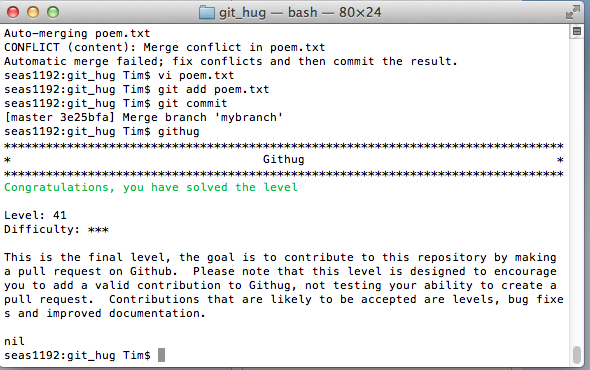 git_hug — bash — 80×24
Auto-merging poem.txt
CONFLICT (content): Merge conflict in poem.txt
Automatic merge failed; fix conflicts and then commit the result.
seas1192:git_hug Tim$ vi poem.txt
seas1192:git_hug Tim$ git add poem.txt
seas1192:git_hug Tim$ git commit
[master 3e25bfa] Merge branch 'mybranch'
seas1192:git_hug Tim$ githug
********************************************************************************
*                                    Githug                                    *
********************************************************************************
Congratulations, you have solved the level
Level: 41
Difficulty: ***
This is the final level, the goal is to contribute to this repository by making
a pull request on Github.  Please note that this level is designed to encourage
you to add a valid contribution to Githug, not testing your ability to create a
pull request.  Contributions that are likely to be accepted are levels, bug fixe
s and improved documentation.
nil
seas1192:git_hug Tim$